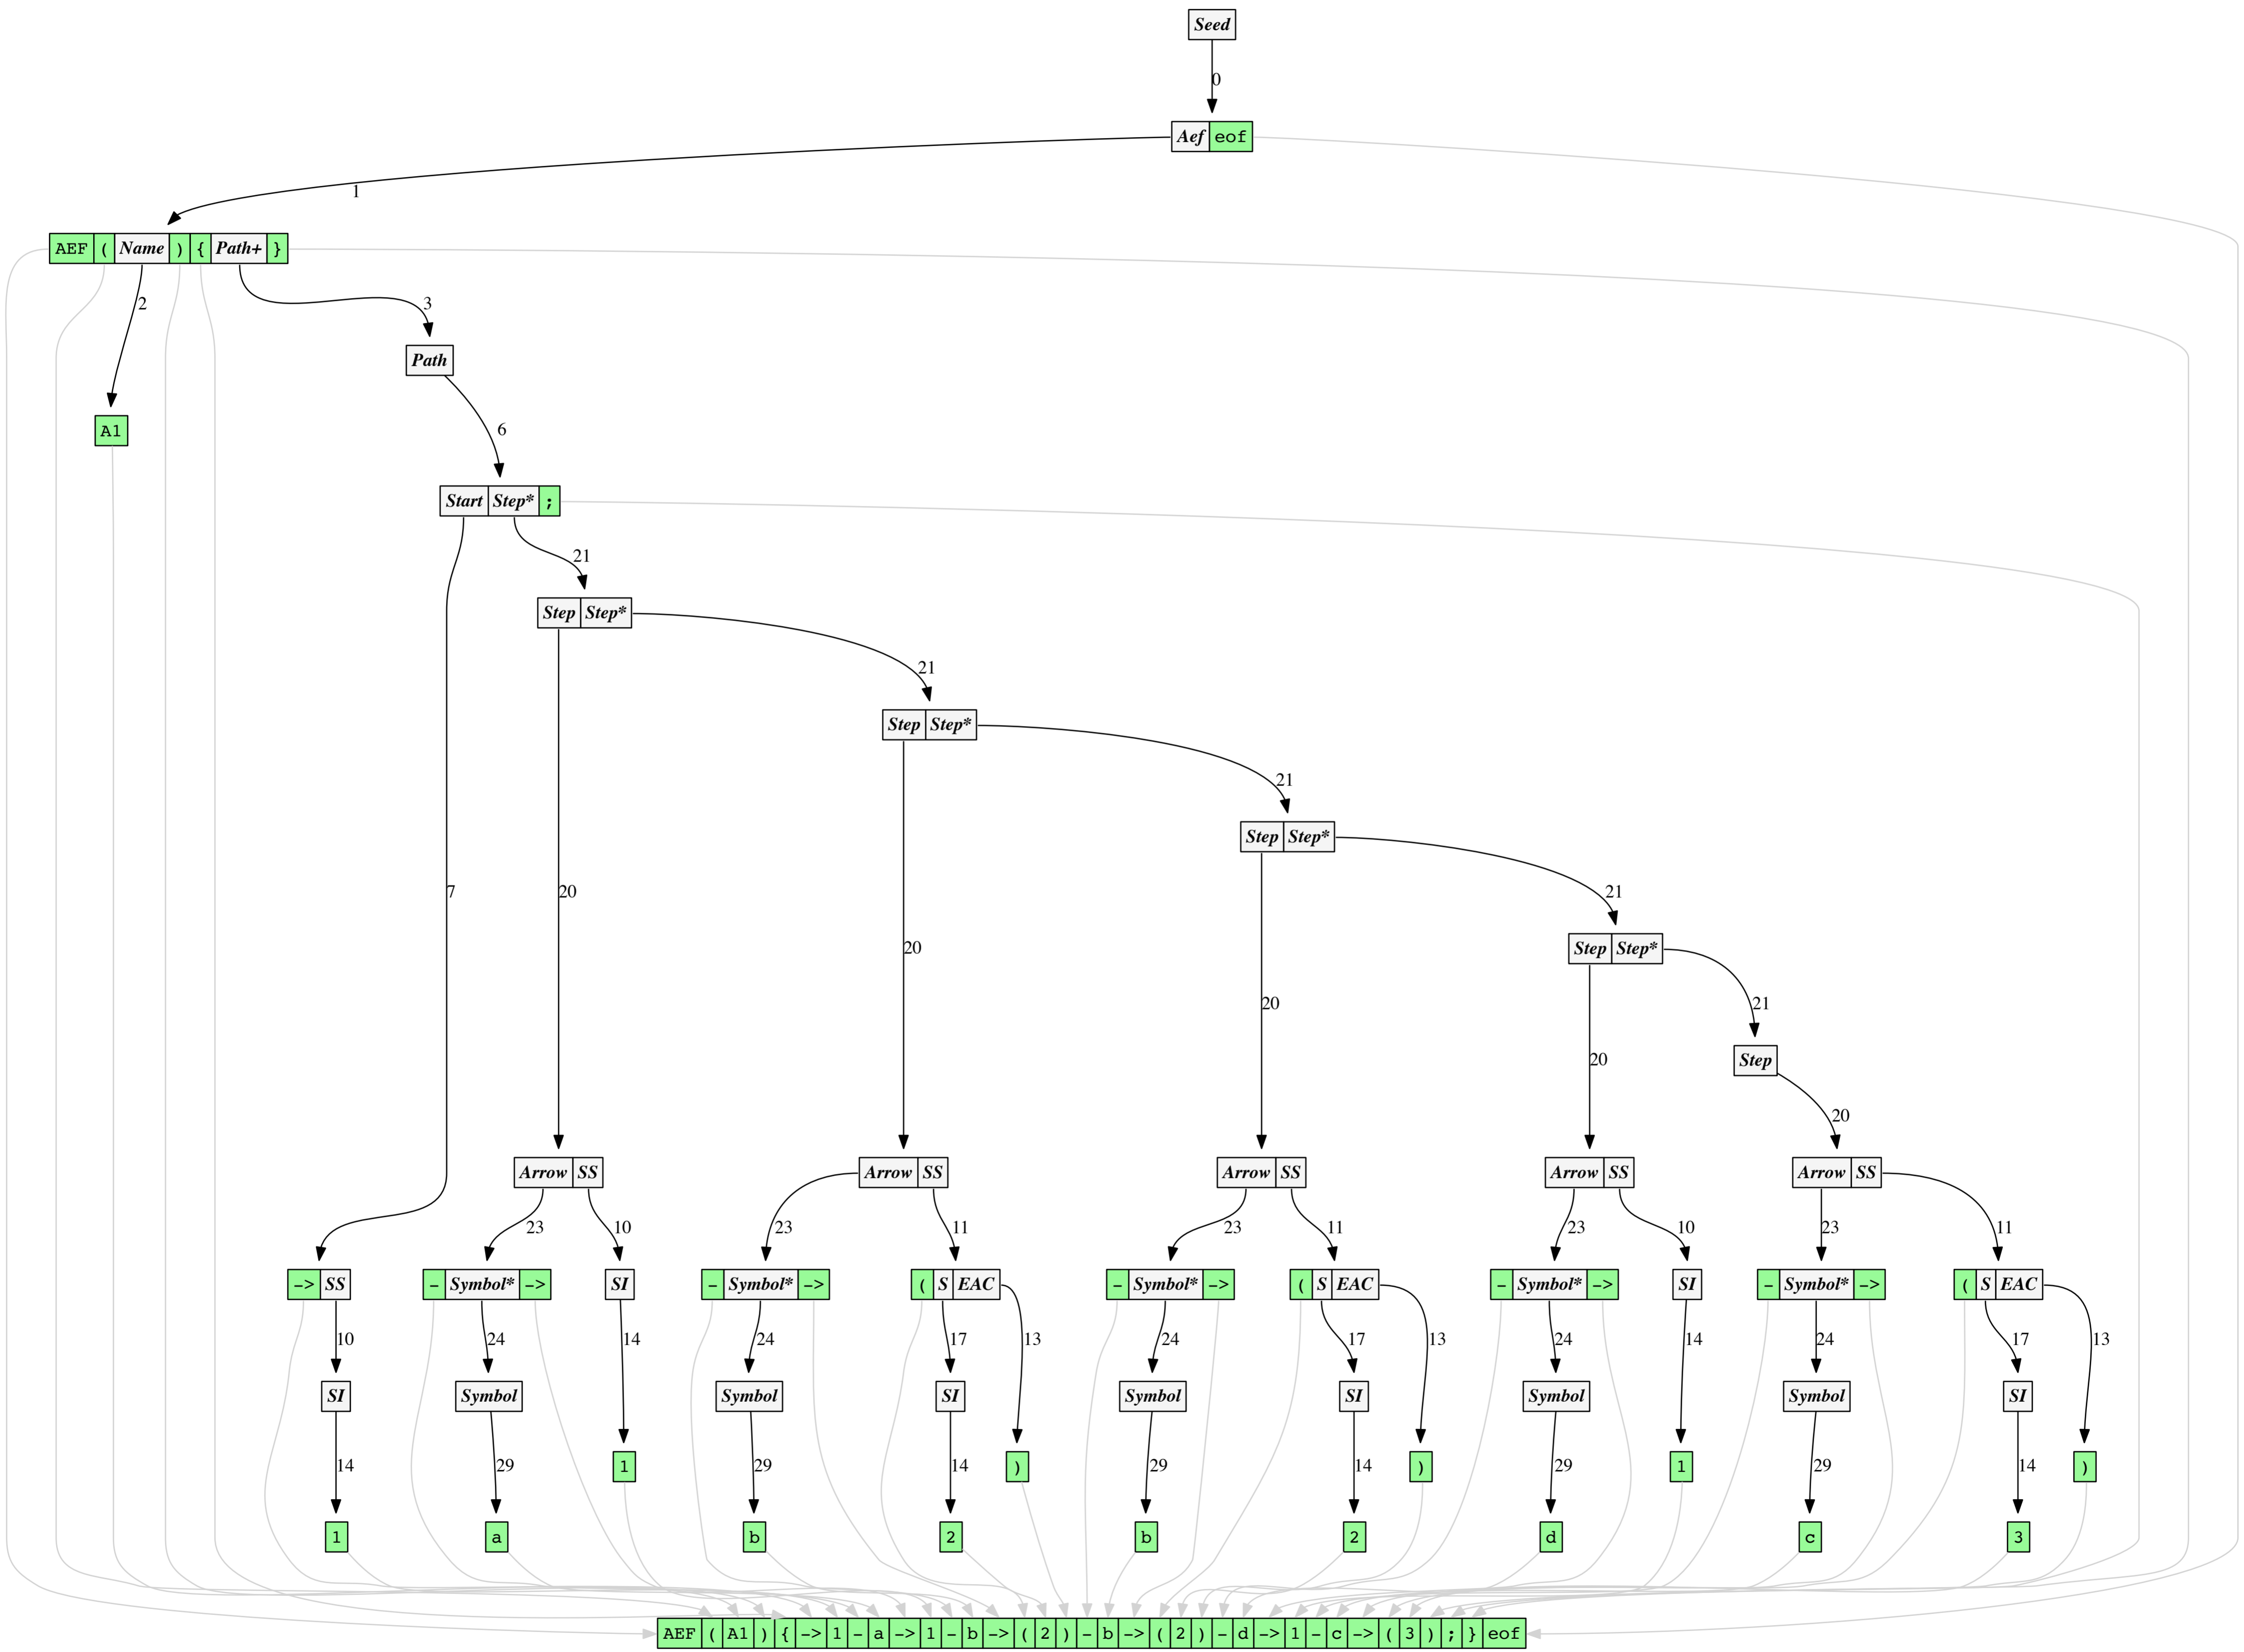 Seed
0
Aef eof
1
AEF ( Name ) { Path+ }
2 3
Path
A1 6
Start Step* ;
21
Step Step*
21
Step Step*
21
Step Step*
7 20 21
20 Step Step*
20 21
20 Step
20
Arrow SS Arrow SS Arrow SS Arrow SS Arrow SS
23 10 23 11 23 11 23 10 23 11
-> SS - Symbol* -> SI - Symbol* -> ( S EAC - Symbol* -> ( S EAC - Symbol* -> SI - Symbol* -> ( S EAC
10 24 14 24 17 13 24 17 13 24 14 24 17 13
SI Symbol Symbol SI Symbol SI Symbol Symbol SI
14 29 1 29 14 ) 29 14 ) 29 1 29 14 )
1 a b 2 b 2 d c 3
AEF ( A1 ) { -> 1 - a -> 1 - b -> ( 2 ) - b -> ( 2 ) - d -> 1 - c -> ( 3 ) ; } eof